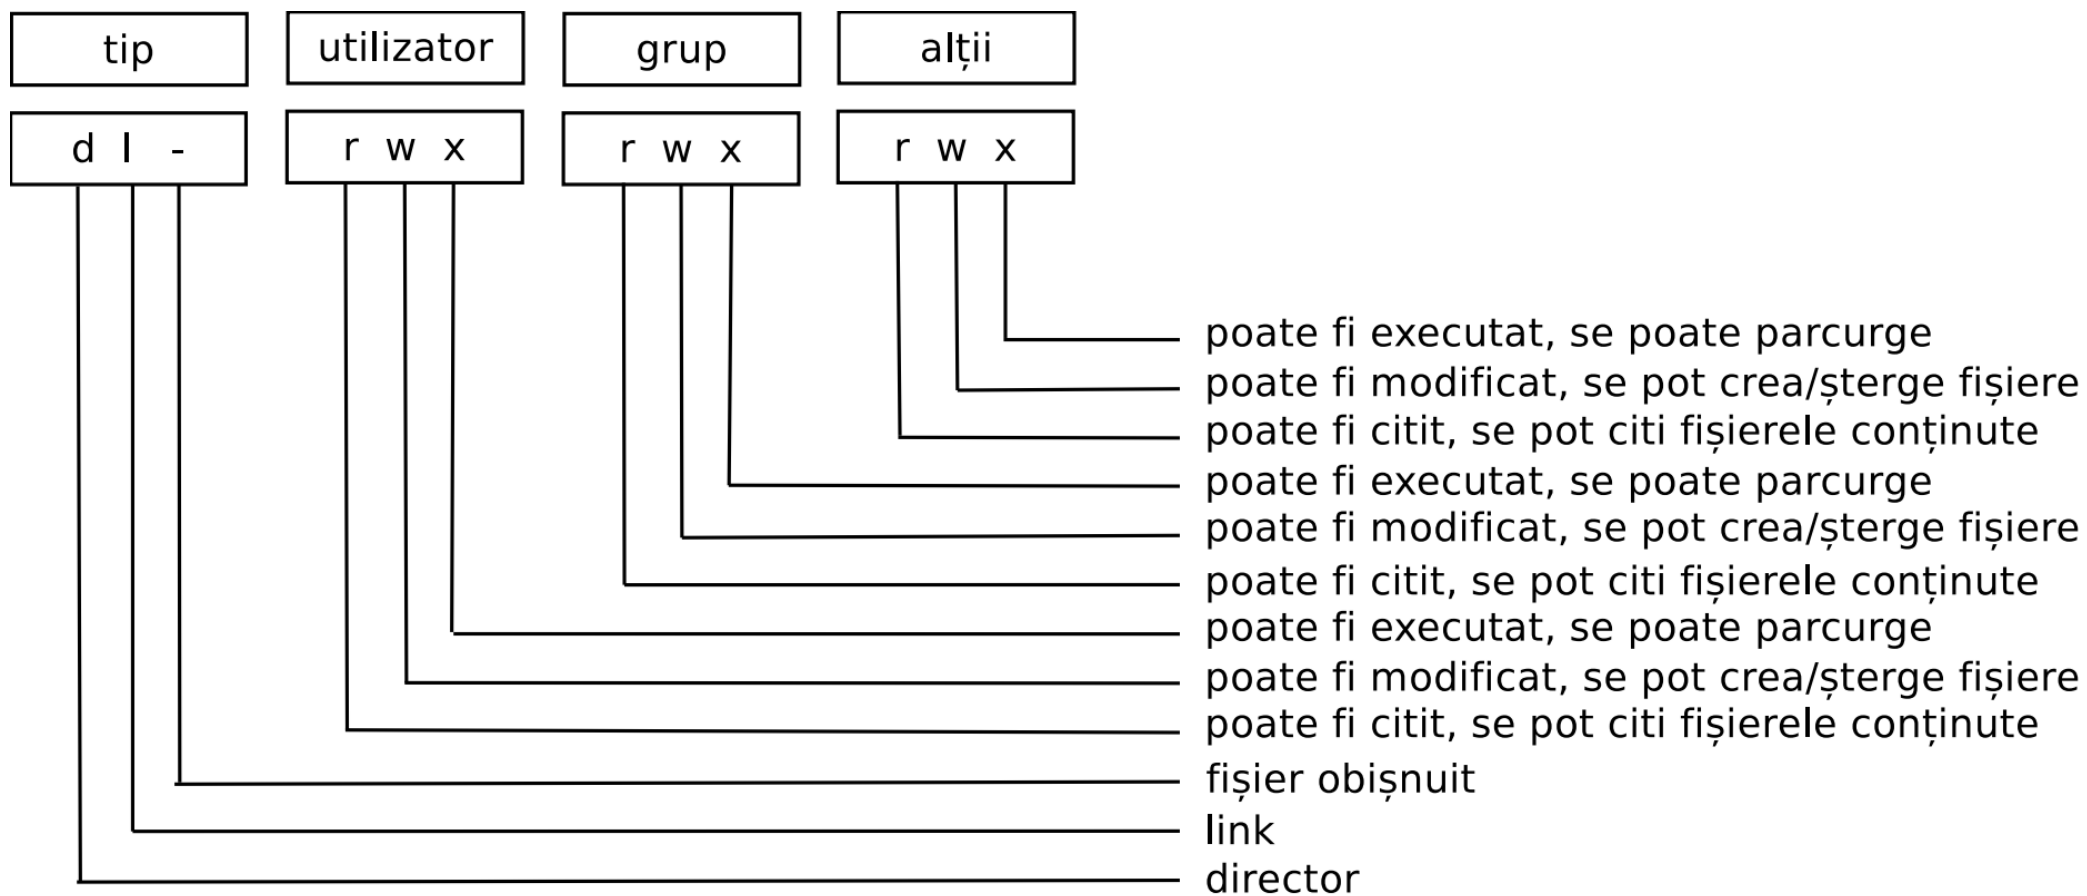 tip utilizator grup alții
d l - r w x r w x r w x
poate fi executat, se poate parcurge
poate fi modificat, se pot crea/șterge fișiere
poate fi citit, se pot citi fișierele conținute
poate fi executat, se poate parcurge
poate fi modificat, se pot crea/șterge fișiere
poate fi citit, se pot citi fișierele conținute
poate fi executat, se poate parcurge
poate fi modificat, se pot crea/șterge fișiere
poate fi citit, se pot citi fișierele conținute
fișier obișnuit
link
director